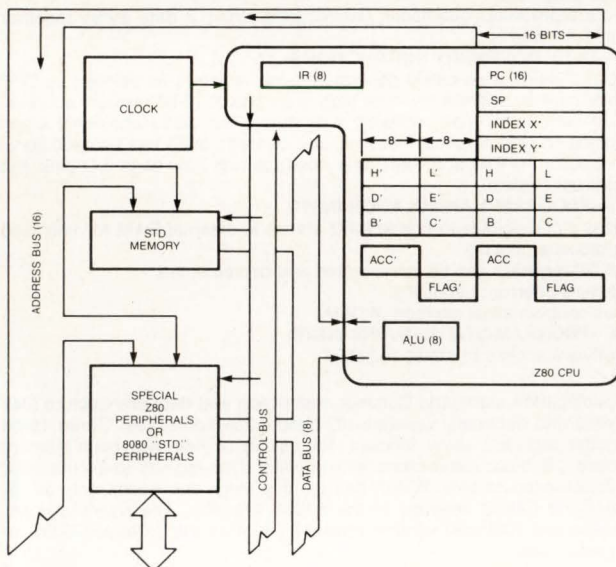 16 BITS
IR (8)
PC (16)
CLOCK
SP
INDEX X*
INDEX Y*
8
8
H'
L'
H
L
D'
E'
D
E
B'
C'
B
C
ACC'
ACC
FLAG'
FLAG
STD
MEMORY
ADDRESS BUS (16)
ALU (8)
Z80 CPU
SPECIAL
Z80
PERIPHERALS
OR
8080 "STD"
PERIPHERALS
CONTROL BUS
DATA BUS (8)